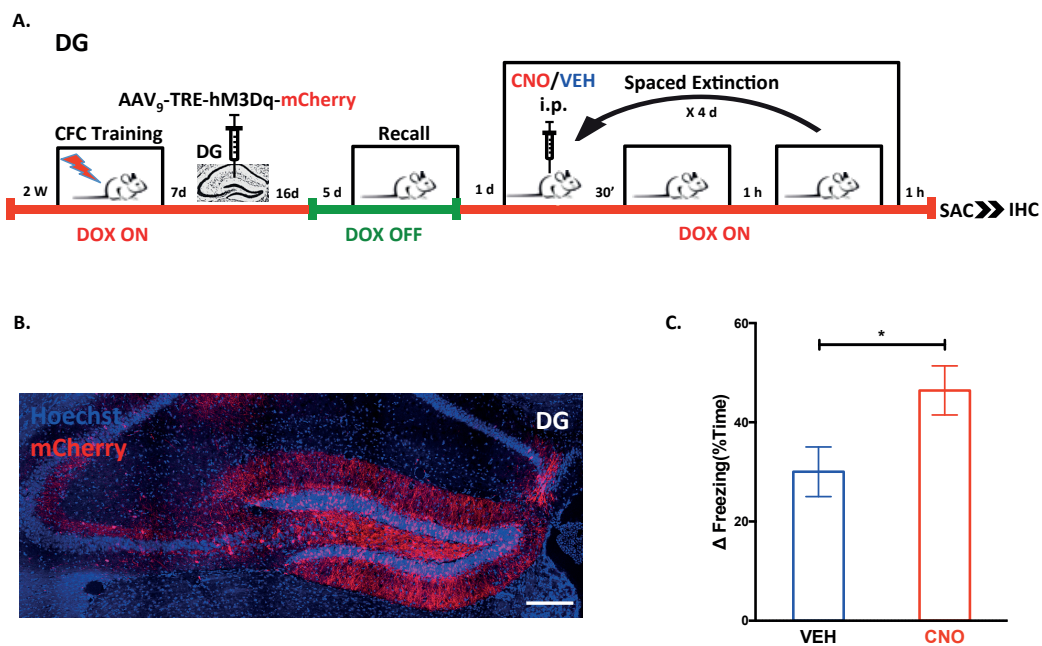 A.
DG
AAV9-TRE-hM3Dq-mCherry
CFC Training
DG
Recall
CNO/VEH
i.p.
Spaced Extinction
X 4 d
2 W
7d
16d
5 d
1 d
30'
1 h
1 h
SAC
IHC
DOX ON
DOX OFF
DOX ON
B.
Hoechst
mCherry
DG
C.
Δ Freezing(%Time)
60
40
20
0
*
VEH
CNO